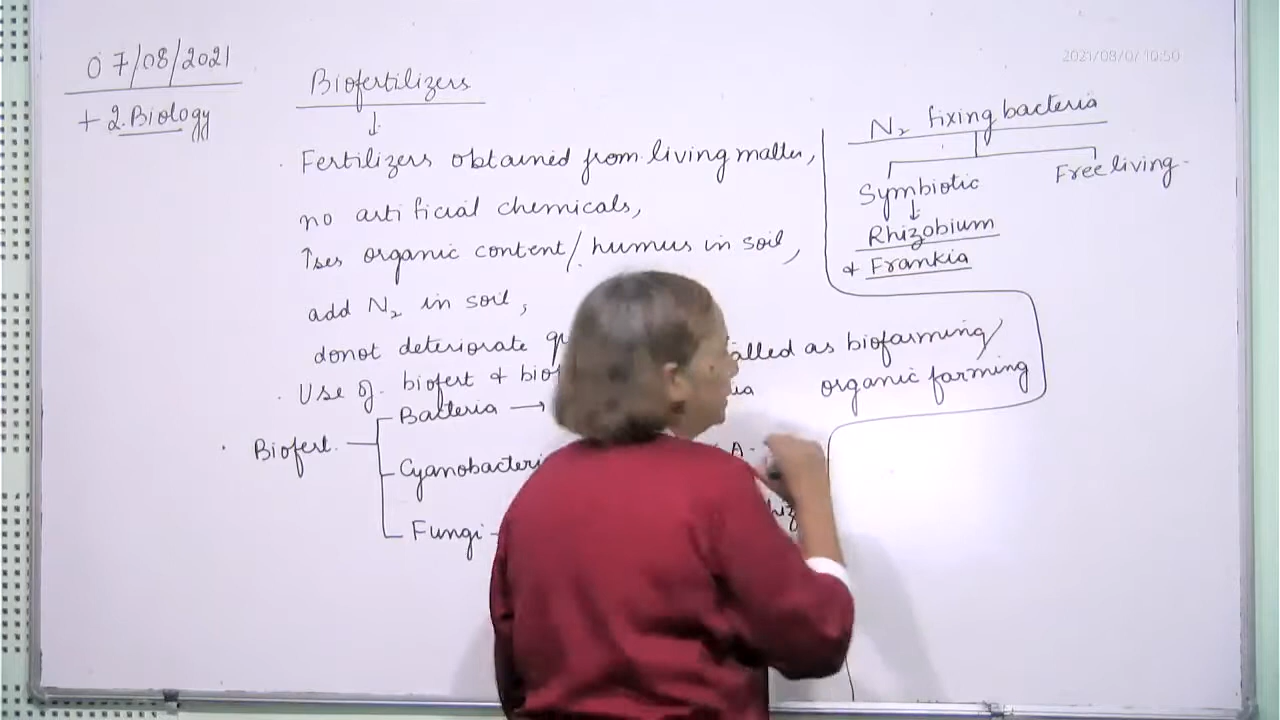 07/08/2021
+ 2.Biology
2021/08/07 10:50
Biofertilizers
↓
. Fertilizers obtained from living matter,
no artificial chemicals,
↑ses organic content/humus in soil,
add N₂ in soil,
donot deteriorate
. Use of biofert + called as biofarming/
organic farming
. Biofert.
Bacteria →
Cyanobacteri
A.
Fungi -
N₂ fixing bacteria
Symbiotic
Free living
↓
Rhizobium
+ Frankia